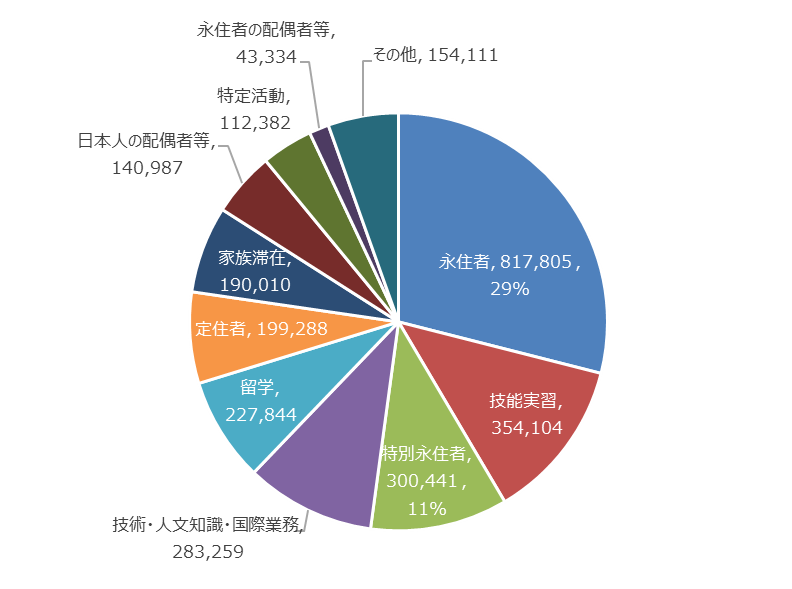 永住者の配偶者等,
43,334
その他, 154,111
特定活動,
112,382
日本人の配偶者等,
140,987
永住者, 817,805 ,
29%
家族滞在,
190,010
定住者, 199,288
留学,
227,844
技能実習,
354,104
特別永住者,
300,441 ,
11%
技術・人文知識・国際業務,
283,259